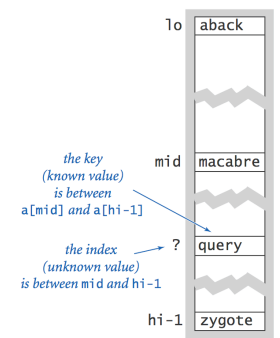 lo aback
mid macabre
the key
(known value)
is between
a[mid] and a[hi-1]
? query
the index
(unknown value)
is between mid and hi-1
hi-1 zygote